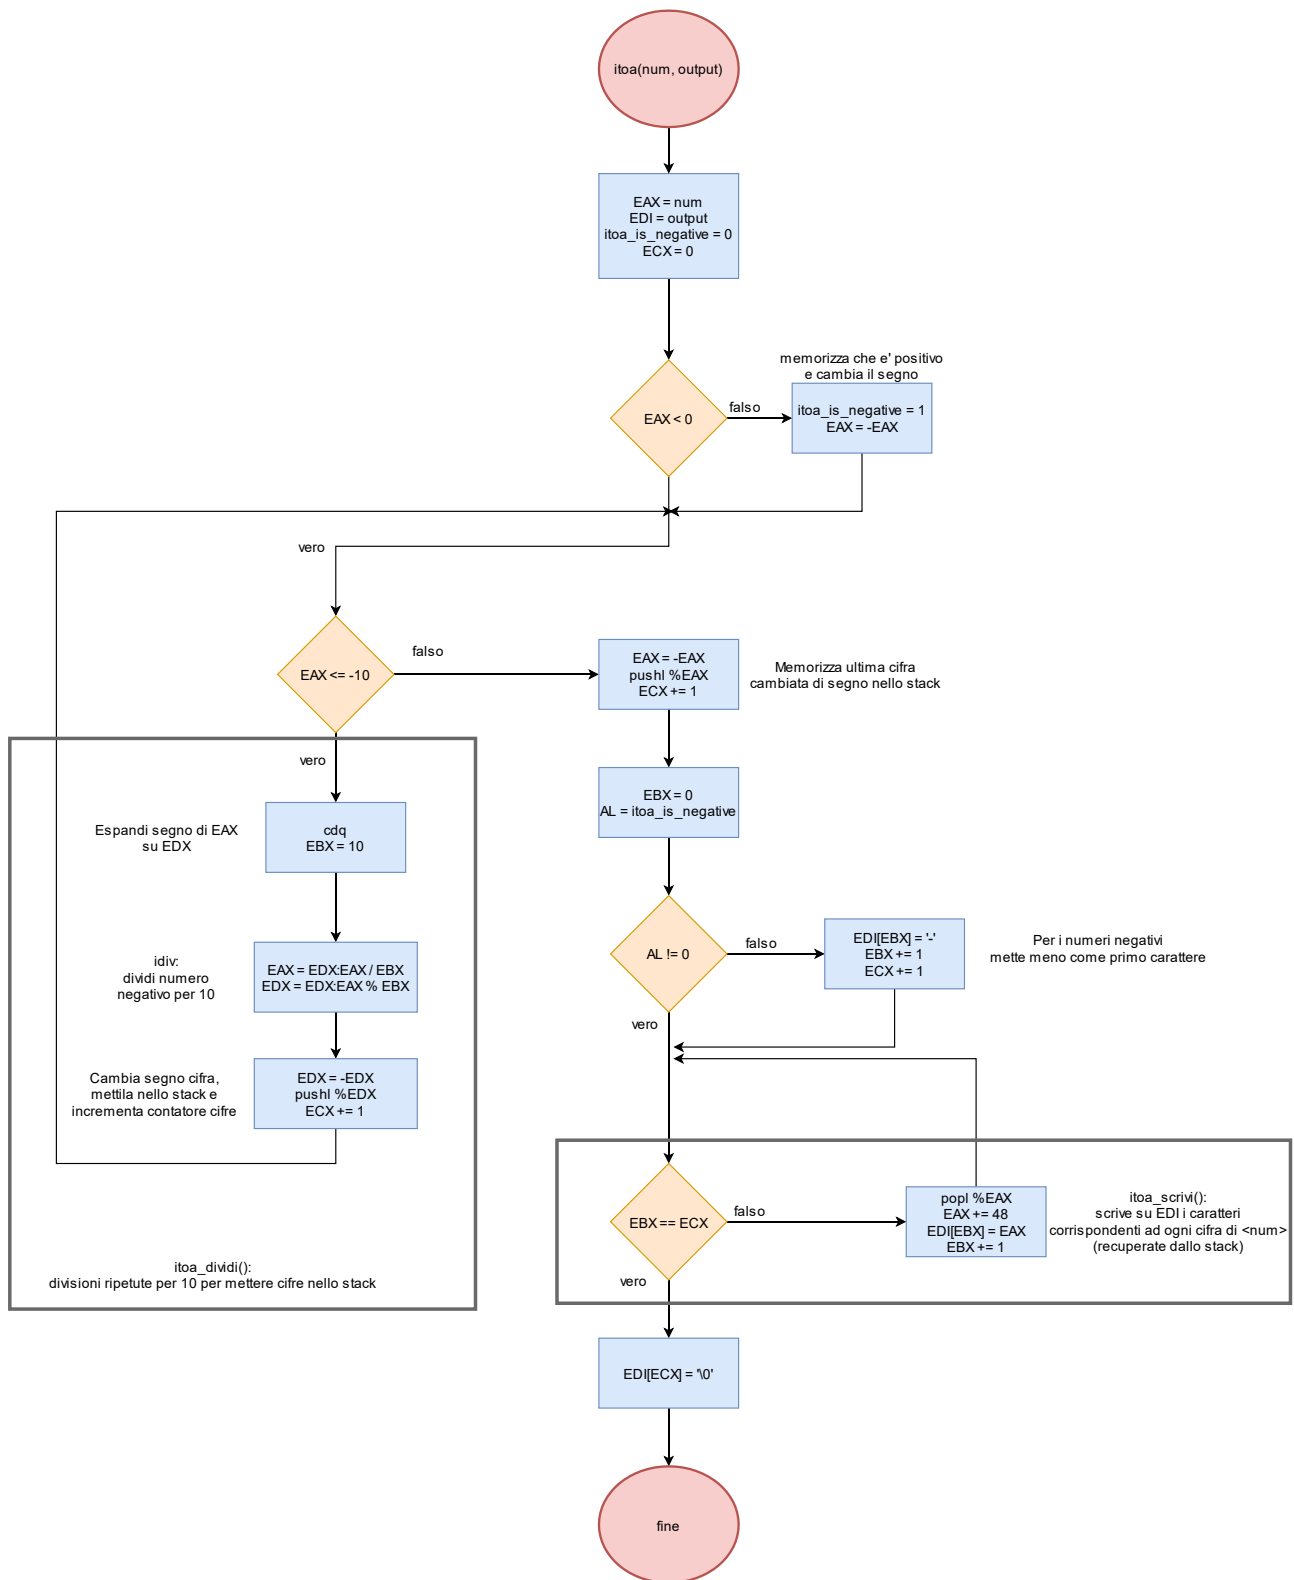 itoa(num, output)
EAX = num
EDI = output
itoa_is_negative = 0
ECX = 0
memorizza che e' positivo
e cambia il segno
EAX < 0
falso
itoa_is_negative = 1
EAX = -EAX
vero
EAX <= -10
falso
EAX = -EAX
pushl %EAX
ECX += 1
Memorizza ultima cifra
cambiata di segno nello stack
vero
Espandi segno di EAX
su EDX
cdq
EBX = 10
EBX = 0
AL = itoa_is_negative
idiv:
dividi numero
negativo per 10
EAX = EDX:EAX / EBX
EDX = EDX:EAX % EBX
AL != 0
falso
EDI[EBX] = '-'
EBX += 1
ECX += 1
Per i numeri negativi
mette meno come primo carattere
vero
Cambia segno cifra,
mettila nello stack e
incrementa contatore cifre
EDX = -EDX
pushl %EDX
ECX += 1
EBX == ECX
falso
popl %EAX
EAX += 48
EDI[EBX] = EAX
EBX += 1
itoa_scrivi():
scrive su EDI i caratteri
corrispondenti ad ogni cifra di <num>
(recuperate dallo stack)
vero
itoa_dividi():
divisioni ripetute per 10 per mettere cifre nello stack
EDI[ECX] = '\0'
fine